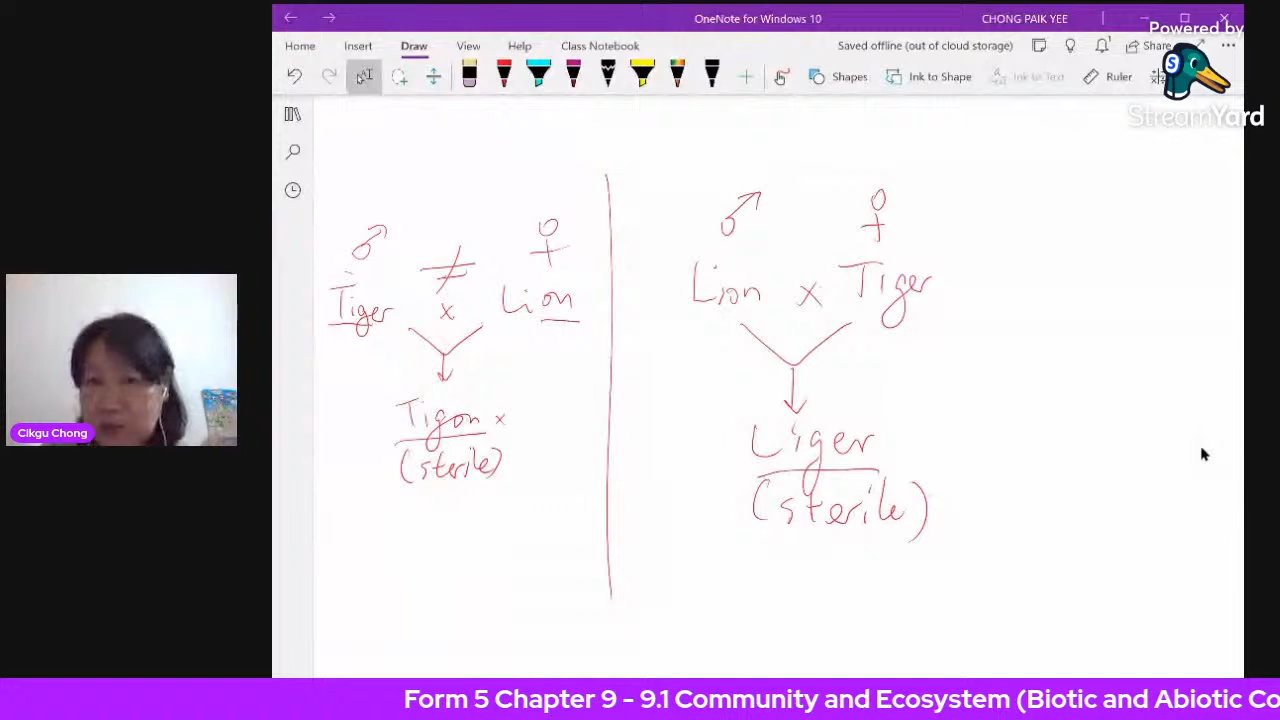 OneNote for Windows 10
CHONG PAIK YEE
Powered by
Home Insert Draw View Help Class Notebook
Saved offline (out of cloud storage)
Share
Shapes Ink to Shape Ink to Text Ruler
S
StreamYard
♂ ≠ ♀
Tiger x Lion
Tigon x
(sterile)
♂ ♀
Lion x Tiger
Liger
(sterile)
Cikgu Chong
Form 5 Chapter 9 - 9.1 Community and Ecosystem (Biotic and Abiotic Co